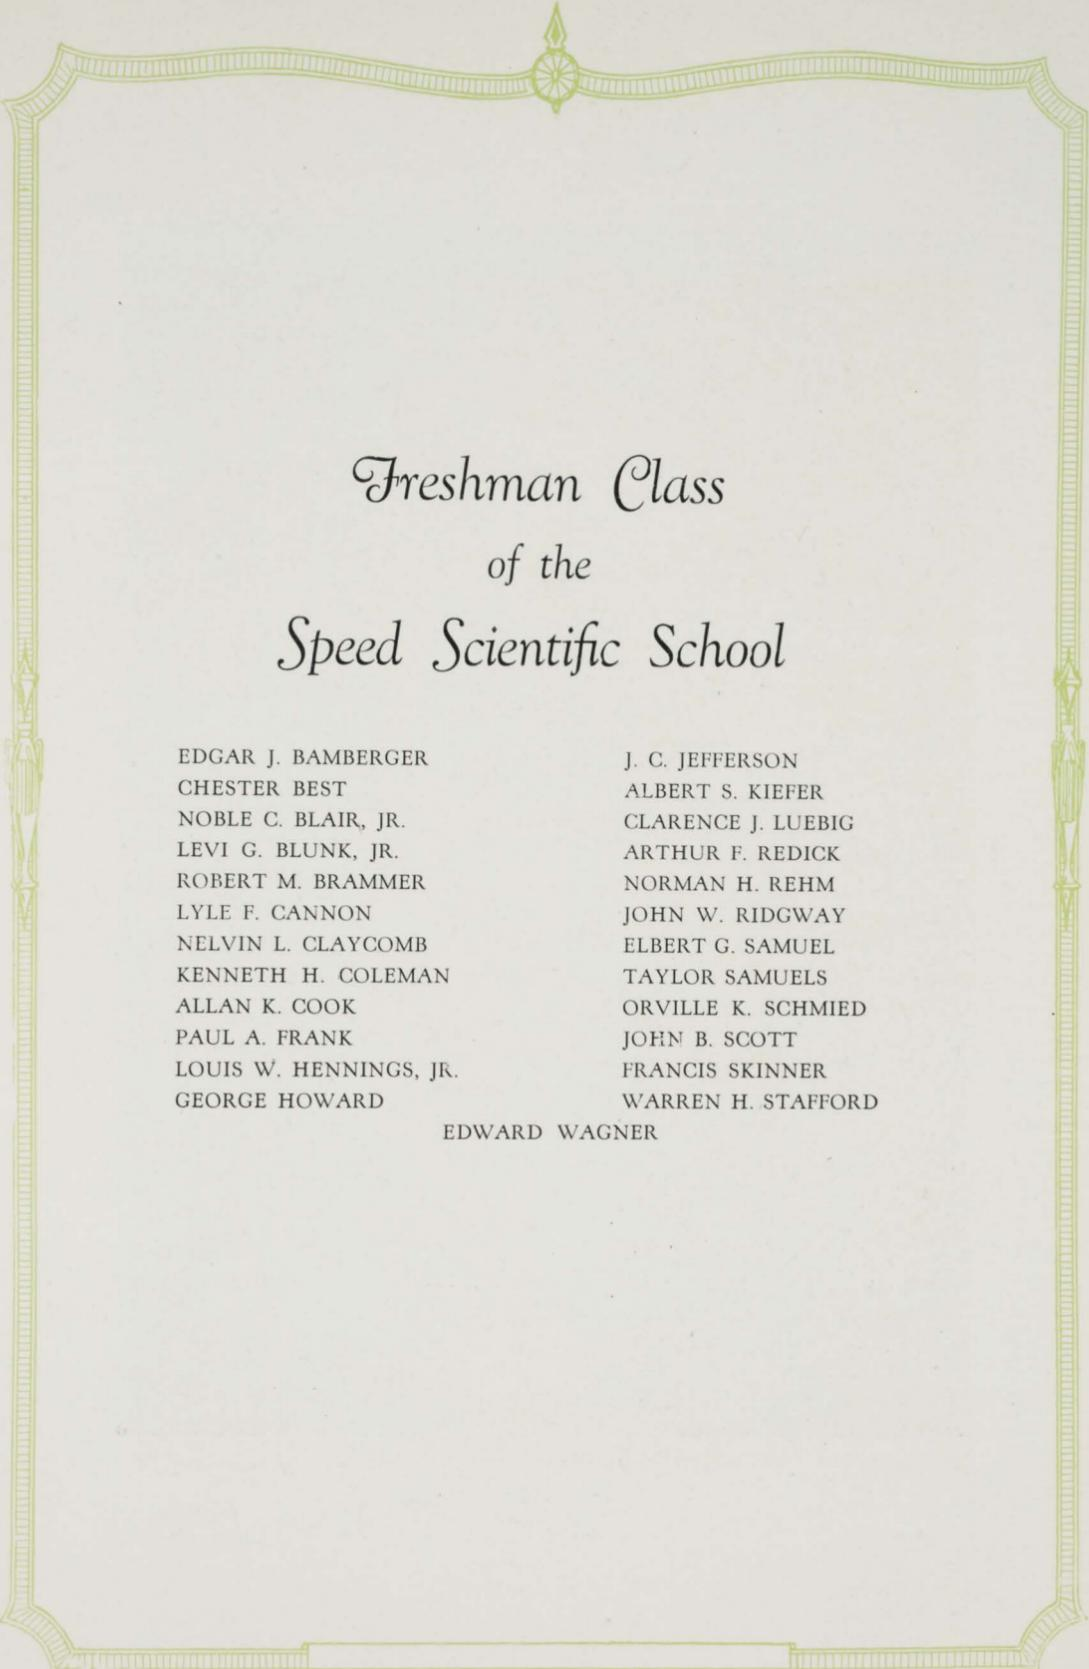 Freshman Class
of the
Speed Scientific School
EDGAR J. BAMBERGER
CHESTER BEST
NOBLE C. BLAIR, JR.
LEVI G. BLUNK, JR.
ROBERT M. BRAMMER
LYLE F. CANNON
NELVIN L. CLAYCOMB
KENNETH H. COLEMAN
ALLAN K. COOK
PAUL A. FRANK
LOUIS W. HENNINGS, JR.
GEORGE HOWARD
J. C. JEFFERSON
ALBERT S. KIEFER
CLARENCE J. LUEBIG
ARTHUR F. REDICK
NORMAN H. REHM
JOHN W. RIDGWAY
ELBERT G. SAMUEL
TAYLOR SAMUELS
ORVILLE K. SCHMIED
JOHN B. SCOTT
FRANCIS SKINNER
WARREN H. STAFFORD
EDWARD WAGNER